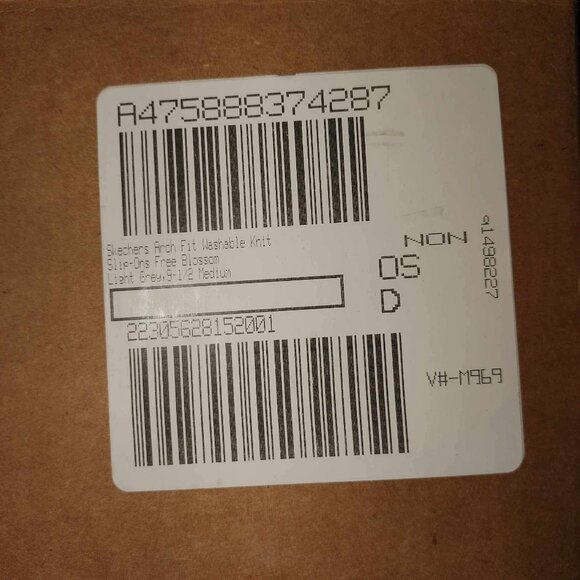 A475888374287
Skechers Arch Fit Washable Knit
Slip-Ons Free Blossom
Light Grey,9-1/2 Medium
22305628152001
NON
OS
D
V#-M969
q1498227